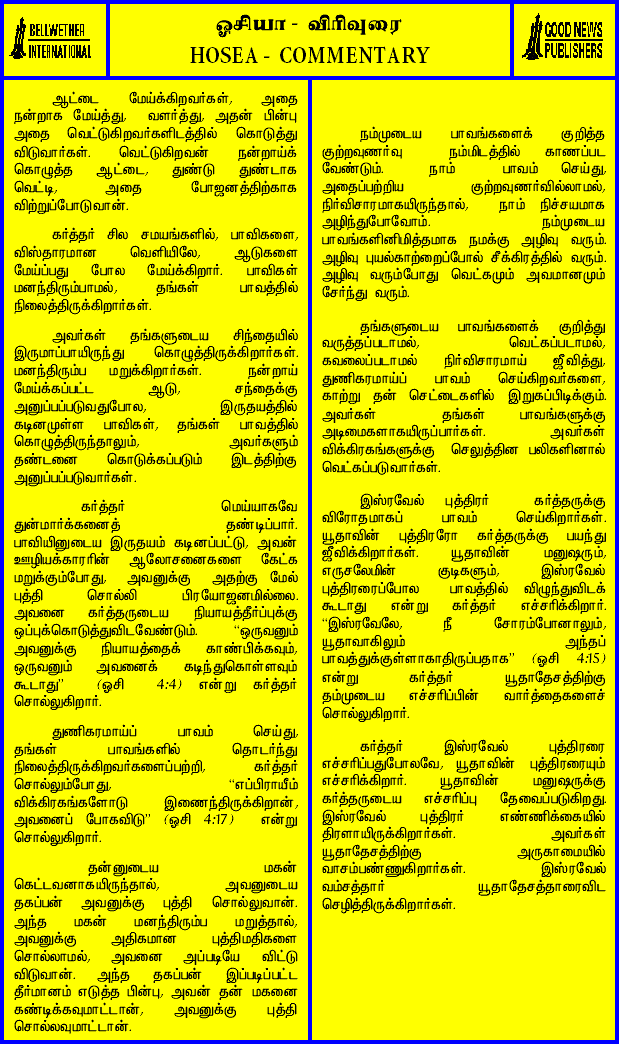 BELLWETHER
INTERNATIONAL
ஓசியா - விரிவுரை
HOSEA - COMMENTARY
GOOD NEWS
PUBLISHERS
ஆட்டை மேய்க்கிறவர்கள், அதை
நன்றாக மேய்த்து, வளர்த்து, அதன் பின்பு
அதை வெட்டுகிறவர்களிடத்தில் கொடுத்து
விடுவார்கள். வெட்டுகிறவன் நன்றாய்க்
கொழுத்த ஆட்டை, துண்டு துண்டாக
வெட்டி, அதை போஜனத்திற்காக
விற்றுப்போடுவான்.
கர்த்தர் சில சமயங்களில், பாவிகளை,
விஸ்தாரமான வெளியிலே, ஆடுகளை
மேய்ப்பது போல மேய்க்கிறார். பாவிகள்
மனந்திரும்பாமல், தங்கள் பாவத்தில்
நிலைத்திருக்கிறார்கள்.
அவர்கள் தங்களுடைய சிந்தையில்
இருமாப்பாயிருந்து கொழுத்திருக்கிறார்கள்.
மனந்திரும்ப மறுக்கிறார்கள். நன்றாய்
மேய்க்கப்பட்ட ஆடு, சந்தைக்கு
அனுப்பப்படுவதுபோல, இருதயத்தில்
கடினமுள்ள பாவிகள், தங்கள் பாவத்தில்
கொழுத்திருந்தாலும், அவர்களும்
தண்டனை கொடுக்கப்படும் இடத்திற்கு
அனுப்பப்படுவார்கள்.
கர்த்தர் மெய்யாகவே
துன்மார்க்கனைத் தண்டிப்பார்.
பாவியினுடைய இருதயம் கடினப்பட்டு, அவன்
ஊழியக்காரரின் ஆலோசனைகளை கேட்க
மறுக்கும்போது, அவனுக்கு அதற்கு மேல்
புத்தி சொல்லி பிரயோஜனமில்லை.
அவனை கர்த்தருடைய நியாயத்தீர்ப்புக்கு
ஒப்புக்கொடுத்துவிடவேண்டும். "ஒருவனும்
அவனுக்கு நியாயத்தைக் காண்பிக்கவும்,
ஒருவனும் அவனைக் கடிந்துகொள்ளவும்
கூடாது" (ஓசி 4:4) என்று கர்த்தர்
சொல்லுகிறார்.
துணிகரமாய்ப் பாவம் செய்து,
தங்கள் பாவங்களில் தொடர்ந்து
நிலைத்திருக்கிறவர்களைப்பற்றி, கர்த்தர்
சொல்லும்போது, "எப்பிராயீம்
விக்கிரகங்களோடு இணைந்திருக்கிறான்,
அவனைப் போகவிடு" (ஓசி 4:17) என்று
சொல்லுகிறார்.
தன்னுடைய மகன்
கெட்டவனாகயிருந்தால், அவனுடைய
தகப்பன் அவனுக்கு புத்தி சொல்லுவான்.
அந்த மகன் மனந்திரும்ப மறுத்தால்,
அவனுக்கு அதிகமான புத்திமதிகளை
சொல்லாமல், அவனை அப்படியே விட்டு
விடுவான். அந்த தகப்பன் இப்படிப்பட்ட
தீர்மானம் எடுத்த பின்பு, அவன் தன் மகனை
கண்டிக்கவுமாட்டான், அவனுக்கு புத்தி
சொல்லவுமாட்டான்.
நம்முடைய பாவங்களைக் குறித்த
குற்றவுணர்வு நம்மிடத்தில் காணப்பட
வேண்டும். நாம் பாவம் செய்து,
அதைப்பற்றிய குற்றவுணர்வில்லாமல்,
நிர்விசாரமாகயிருந்தால், நாம் நிச்சயமாக
அழிந்துபோவோம். நம்முடைய
பாவங்களினிமித்தமாக நமக்கு அழிவு வரும்.
அழிவு புயல்காற்றைப்போல் சீக்கிரத்தில் வரும்.
அழிவு வரும்போது வெட்கமும் அவமானமும்
சேர்ந்து வரும்.
தங்களுடைய பாவங்களைக் குறித்து
வருத்தப்படாமல், வெட்கப்படாமல்,
கவலைப்படாமல் நிர்விசாரமாய் ஜீவித்து,
துணிகரமாய்ப் பாவம் செய்கிறவர்களை,
காற்று தன் செட்டைகளில் இறுகப்பிடிக்கும்.
அவர்கள் தங்கள் பாவங்களுக்கு
அடிமைகளாகயிருப்பார்கள். அவர்கள்
விக்கிரகங்களுக்கு செலுத்தின பலிகளினால்
வெட்கப்படுவார்கள்.
இஸ்ரவேல் புத்திரர் கர்த்தருக்கு
விரோதமாகப் பாவம் செய்கிறார்கள்.
யூதாவின் புத்திரரோ கர்த்தருக்கு பயந்து
ஜீவிக்கிறார்கள். யூதாவின் மனுஷரும்,
எருசலேமின் குடிகளும், இஸ்ரவேல்
புத்திரரைப்போல பாவத்தில் விழுந்துவிடக்
கூடாது என்று கர்த்தர் எச்சரிக்கிறார்.
"இஸ்ரவேலே, நீ சோரம்போனாலும்,
யூதாவாகிலும் அந்தப்
பாவத்துக்குள்ளாகாதிருப்பதாக" (ஓசி 4:15)
என்று கர்த்தர் யூதாதேசத்திற்கு
தம்முடைய எச்சரிப்பின் வார்த்தைகளைச்
சொல்லுகிறார்.
கர்த்தர் இஸ்ரவேல் புத்திரரை
எச்சரிப்பதுபோலவே, யூதாவின் புத்திரரையும்
எச்சரிக்கிறார். யூதாவின் மனுஷருக்கு
கர்த்தருடைய எச்சரிப்பு தேவைப்படுகிறது.
இஸ்ரவேல் புத்திரர் எண்ணிக்கையில்
திரளாயிருக்கிறார்கள். அவர்கள்
யூதாதேசத்திற்கு அருகாமையில்
வாசம்பண்ணுகிறார்கள். இஸ்ரவேல்
வம்சத்தார் யூதாதேசத்தாரைவிட
செழித்திருக்கிறார்கள்.